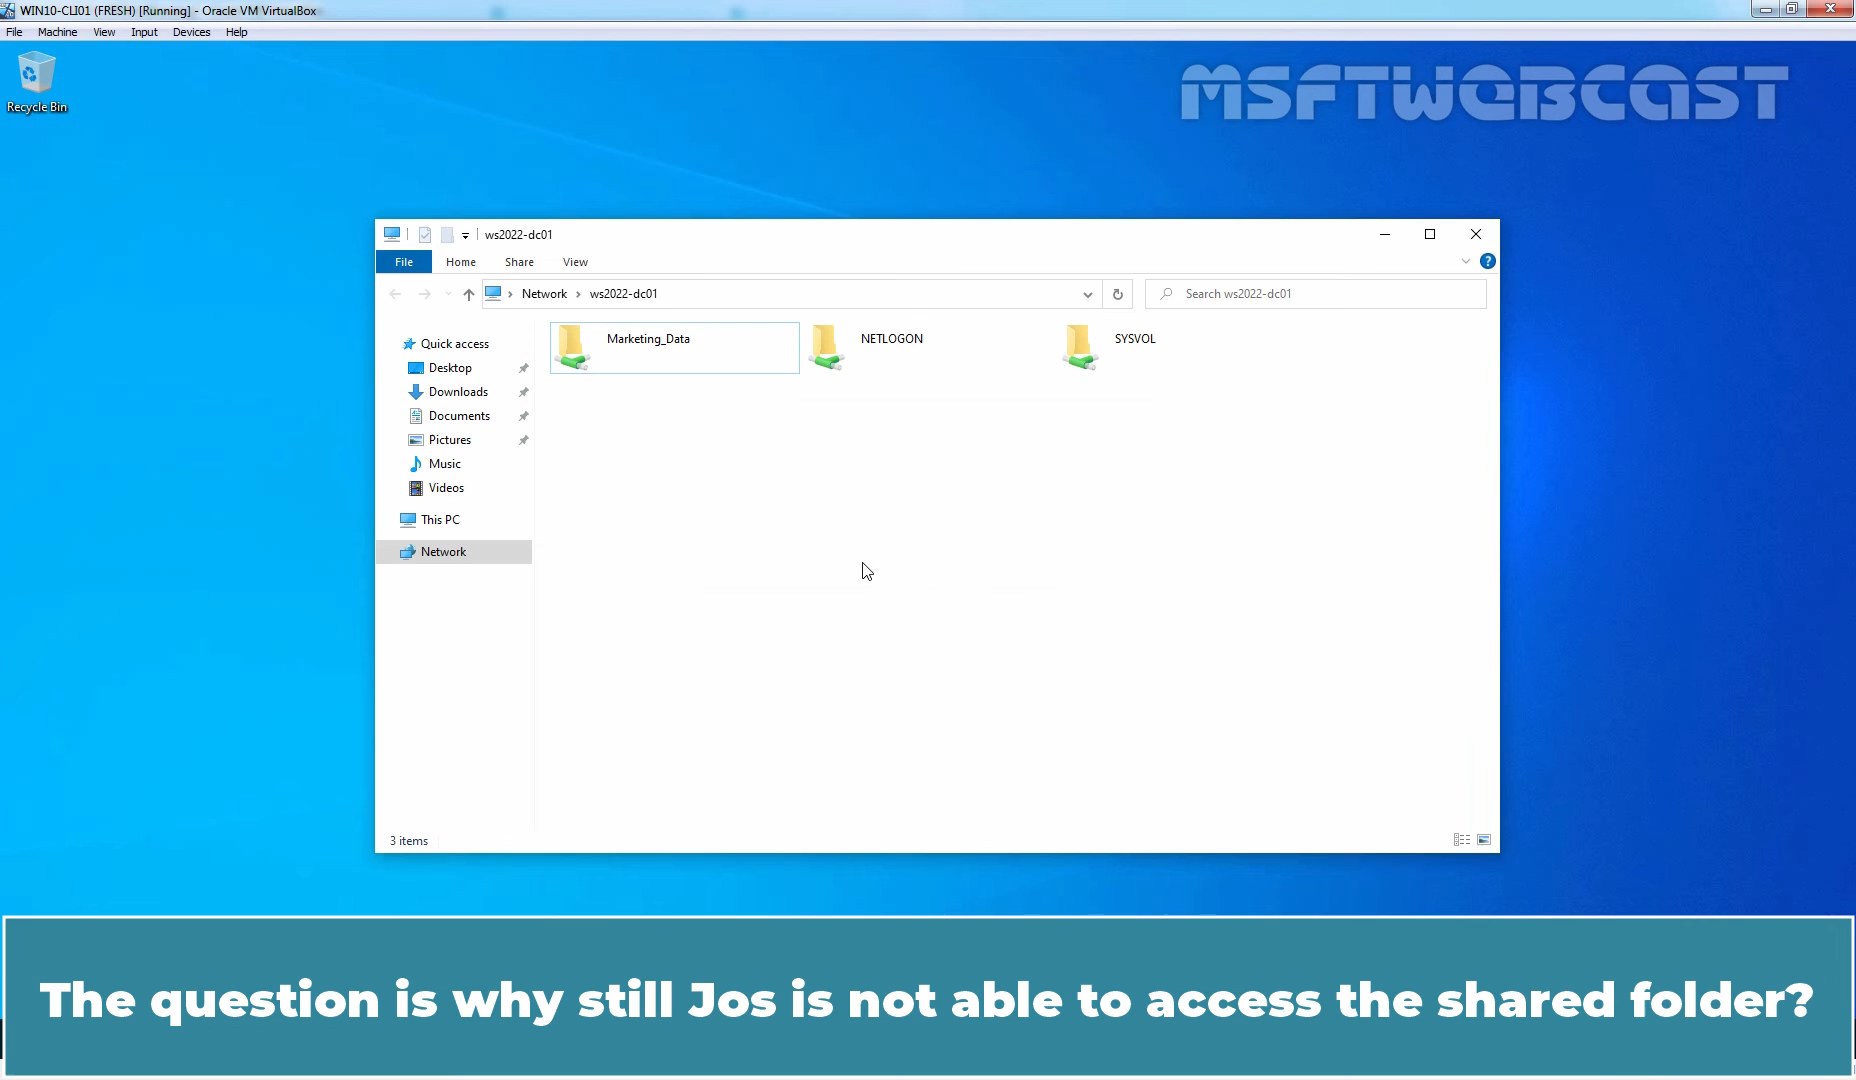 WIN10-CLI01 (FRESH) [Running] - Oracle VM VirtualBox
File Machine View Input Devices Help
Recycle Bin
MSFTWEBCAST
ws2022-dc01
File Home Share View
Network ws2022-dc01
Search ws2022-dc01
Quick access
Desktop
Downloads
Documents
Pictures
Music
Videos
This PC
Network
Marketing_Data
NETLOGON
SYSVOL
3 items
The question is why still Jos is not able to access the shared folder?